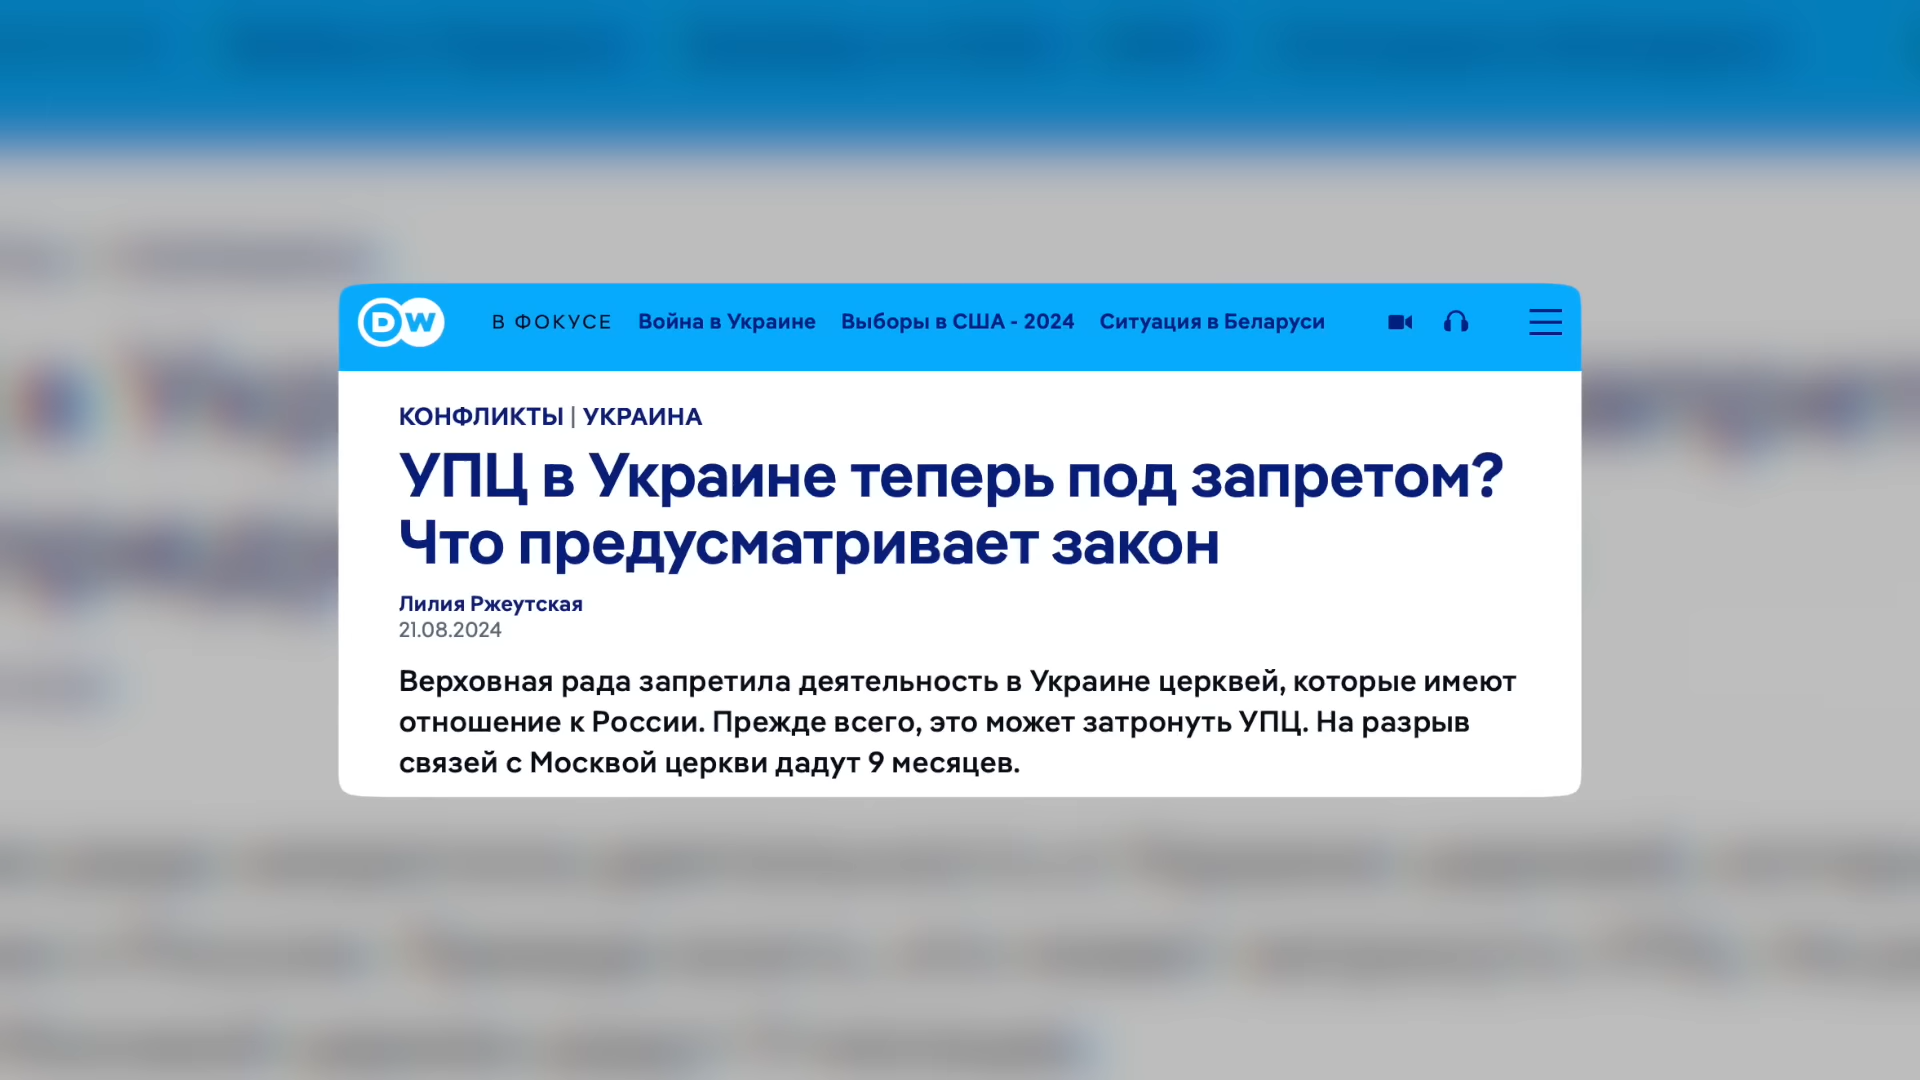 DW
В ФОКУСЕ Война в Украине Выборы в США - 2024 Ситуация в Беларуси
КОНФЛИКТЫ | УКРАИНА
УПЦ в Украине теперь под запретом?
Что предусматривает закон
Лилия Ржеутская
21.08.2024
Верховная рада запретила деятельность в Украине церквей, которые имеют
отношение к России. Прежде всего, это может затронуть УПЦ. На разрыв
связей с Москвой церкви дадут 9 месяцев.